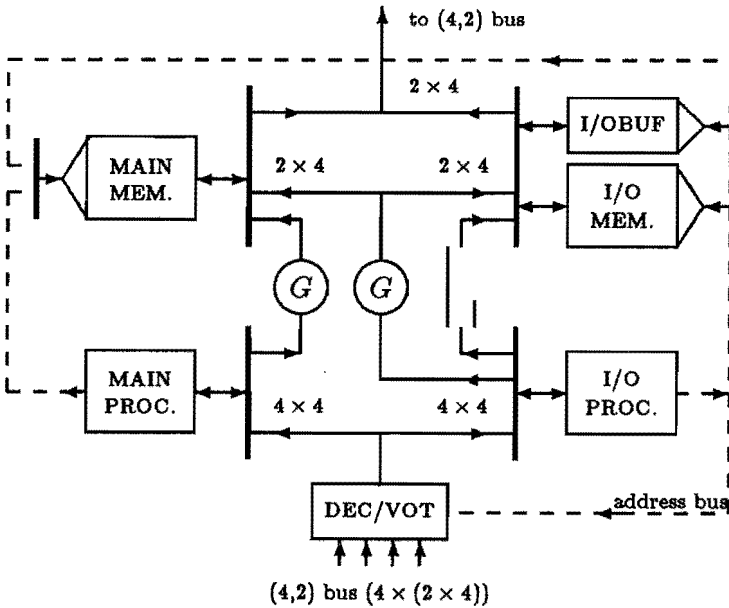 to (4,2) bus
2 × 4
I/OBUF
MAIN
MEM.
2 × 4
2 × 4
I/O
MEM.
G
G
MAIN
PROC.
I/O
PROC.
4 × 4
4 × 4
DEC/VOT
address bus
(4,2) bus (4 × (2 × 4))